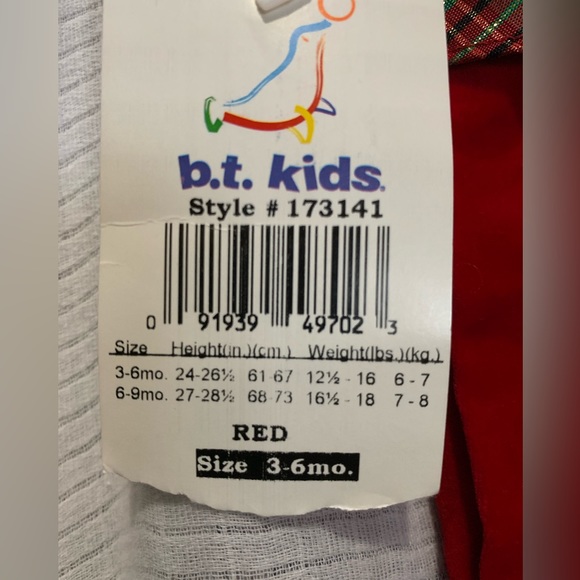 b.t. kids.
Style # 173141
0 91939 49702 3
Size Height(in.)(cm.) Weight(lbs.)(kg.)
3-6mo. 24-26½ 61-67 12½ - 16 6 - 7
6-9mo. 27-28½ 68-73 16½ - 18 7 - 8
RED
Size 3-6mo.